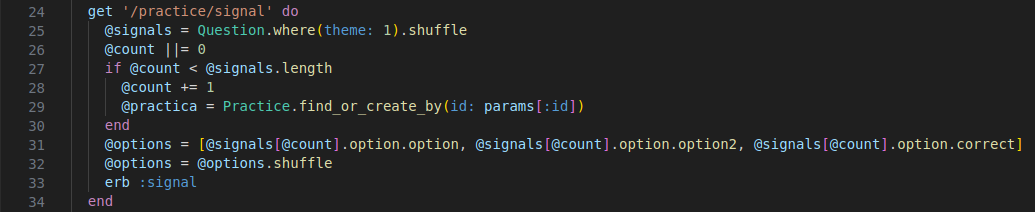 24 get '/practice/signal' do
25 @signals = Question.where(theme: 1).shuffle
26 @count ||= 0
27 if @count < @signals.length
28 @count += 1
29 @practica = Practice.find_or_create_by(id: params[:id])
30 end
31 @options = [@signals[@count].option.option, @signals[@count].option.option2, @signals[@count].option.correct]
32 @options = @options.shuffle
33 erb :signal
34 end